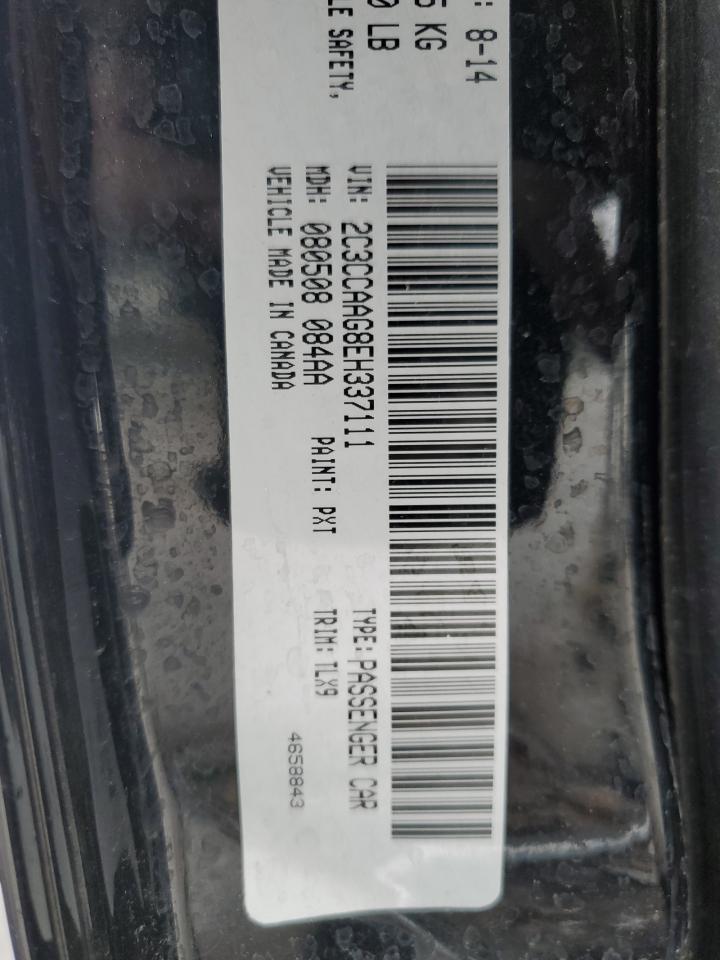 : 8-14
5 KG
0 LB
LE SAFETY,
VIN: 2C3CCAAG8EH337111 TYPE: PASSENGER CAR
MDH: 080508 084AA PAINT: PXT TRIM: TLX9
VEHICLE MADE IN CANADA
4658843